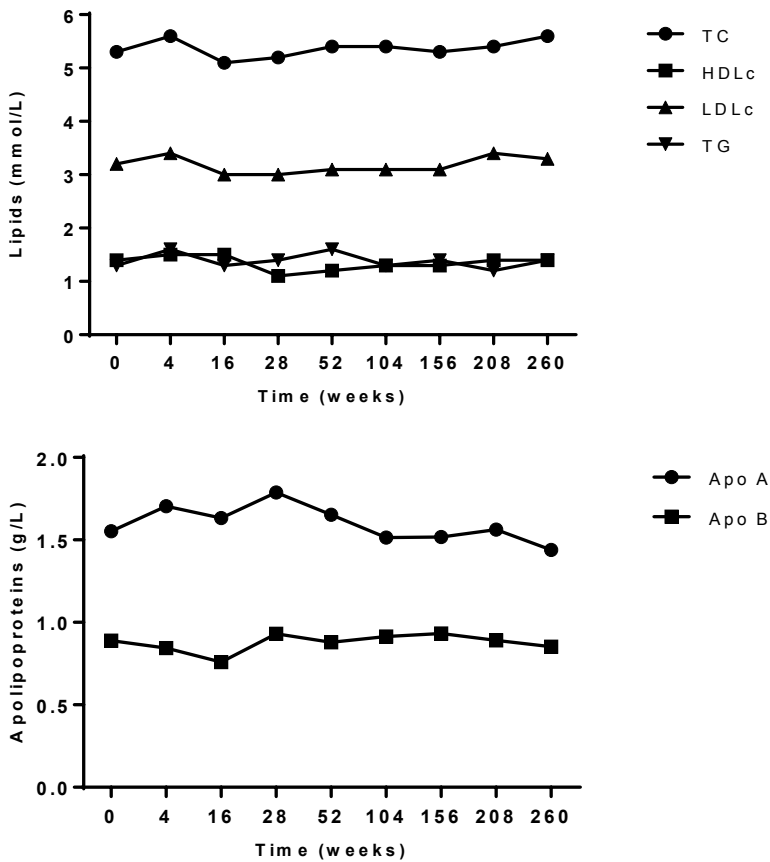 6
5
4
3
2
1
0
Lipids (mmol/L)
0 4 16 28 52 104 156 208 260
Time (weeks)
TC
HDLc
LDLc
TG
2.0
1.5
1.0
0.5
0.0
Apolipoproteins (g/L)
0 4 16 28 52 104 156 208 260
Time (weeks)
Apo A
Apo B